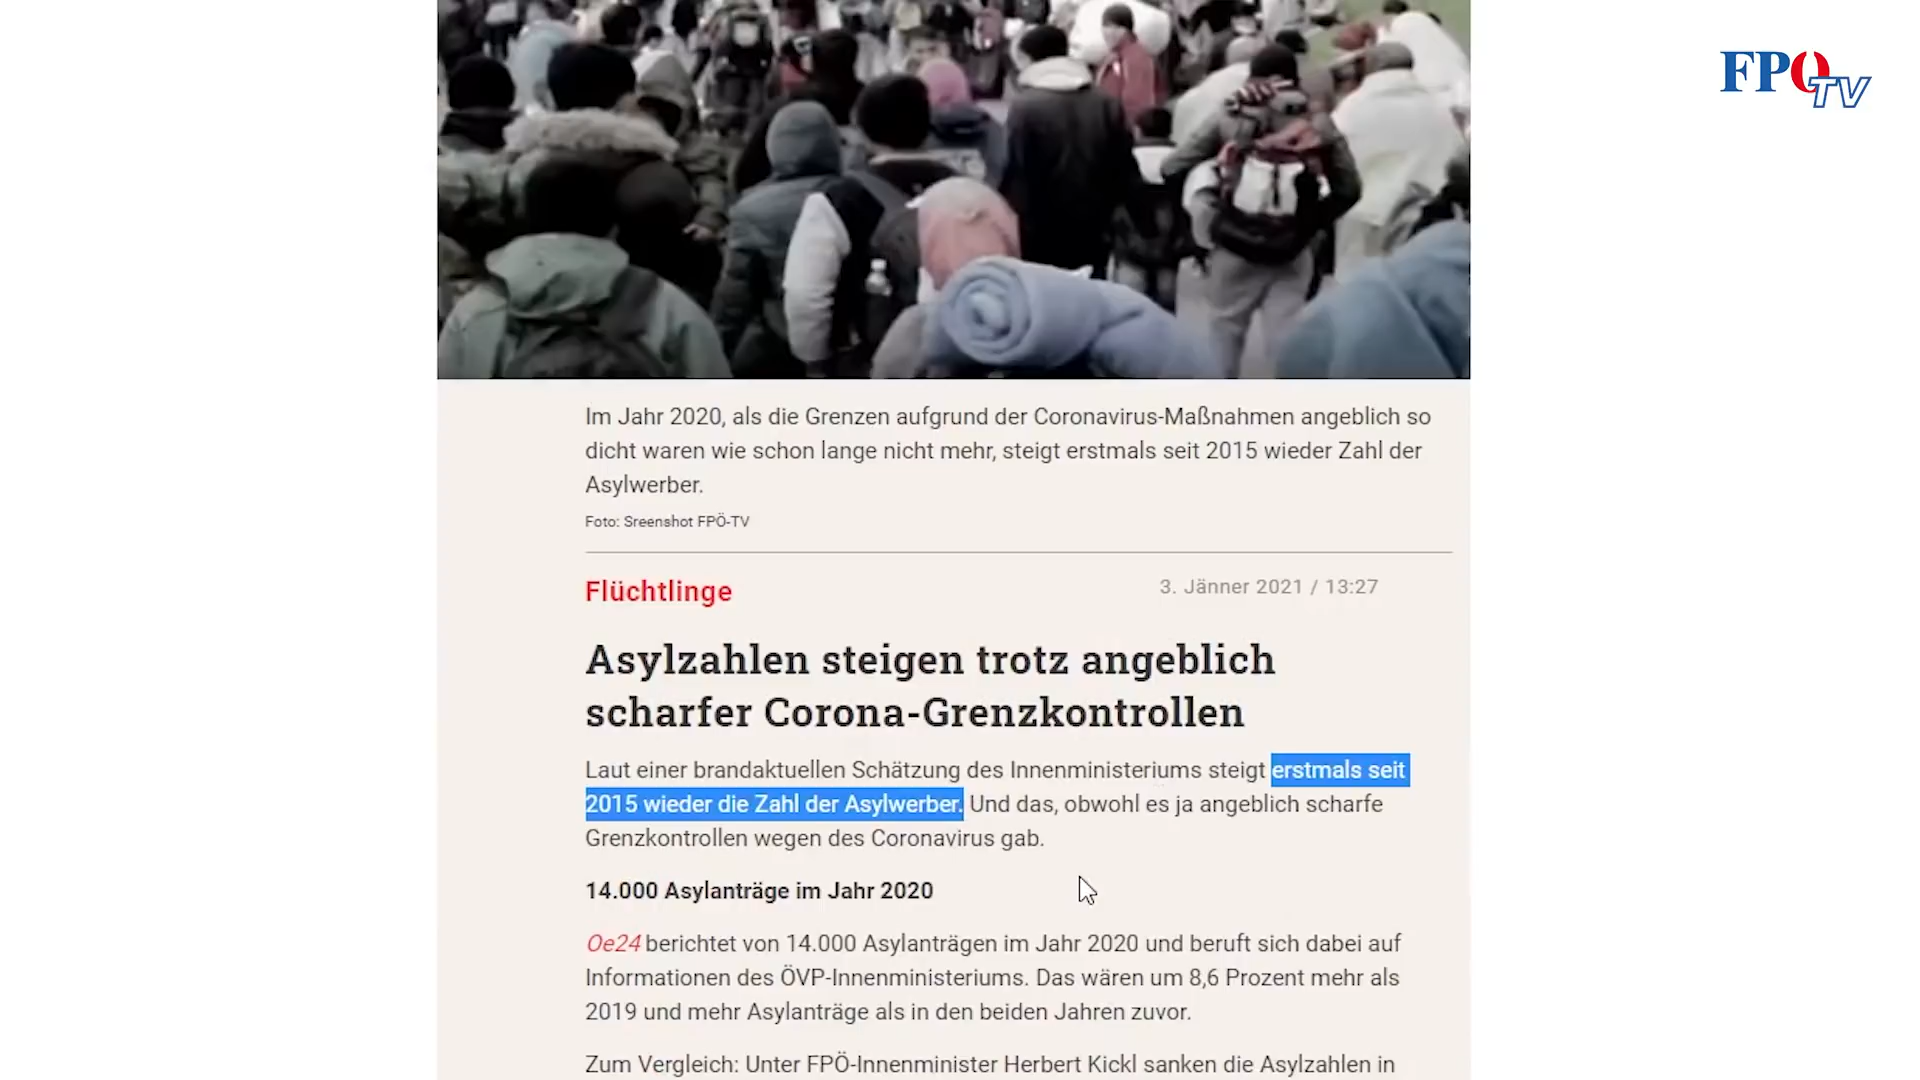 FPÖ TV
Im Jahr 2020, als die Grenzen aufgrund der Coronavirus-Maßnahmen angeblich so
dicht waren wie schon lange nicht mehr, steigt erstmals seit 2015 wieder Zahl der
Asylwerber.
Foto: Sreenshot FPÖ-TV
Flüchtlinge
3. Jänner 2021 / 13:27
Asylzahlen steigen trotz angeblich
scharfer Corona-Grenzkontrollen
Laut einer brandaktuellen Schätzung des Innenministeriums steigt erstmals seit
2015 wieder die Zahl der Asylwerber. Und das, obwohl es ja angeblich scharfe
Grenzkontrollen wegen des Coronavirus gab.
14.000 Asylanträge im Jahr 2020
Oe24 berichtet von 14.000 Asylanträgen im Jahr 2020 und beruft sich dabei auf
Informationen des ÖVP-Innenministeriums. Das wären um 8,6 Prozent mehr als
2019 und mehr Asylanträge als in den beiden Jahren zuvor.
Zum Vergleich: Unter FPÖ-Innenminister Herbert Kickl sanken die Asylzahlen in